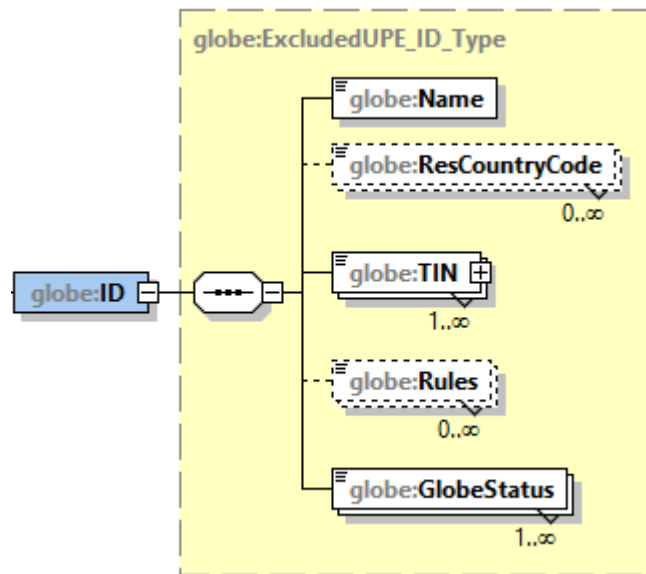 globe:ExcludedUPE_ID_Type
globe:Name
globe:ResCountryCode
0..∞
globe:ID
globe:TIN
1..∞
globe:Rules
0..∞
globe:GlobeStatus
1..∞